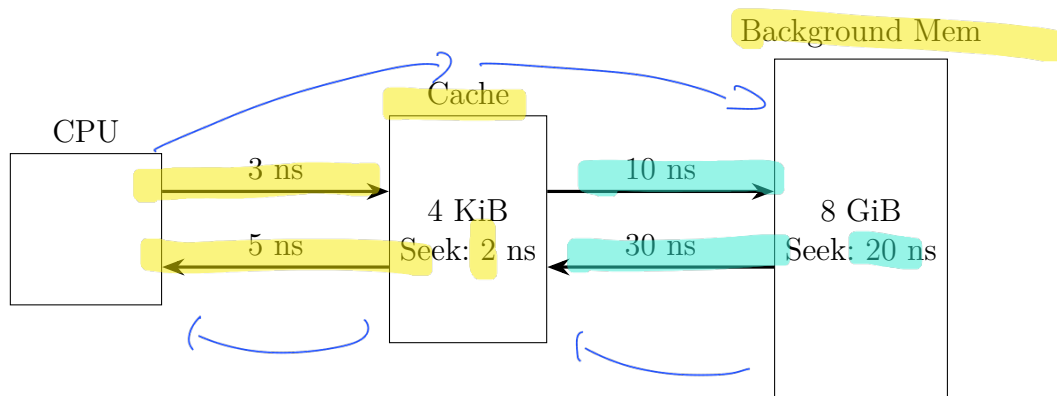 Background Mem
Cache
CPU
3 ns
10 ns
4 KiB
8 GiB
5 ns
Seek: 2 ns
30 ns
Seek: 20 ns